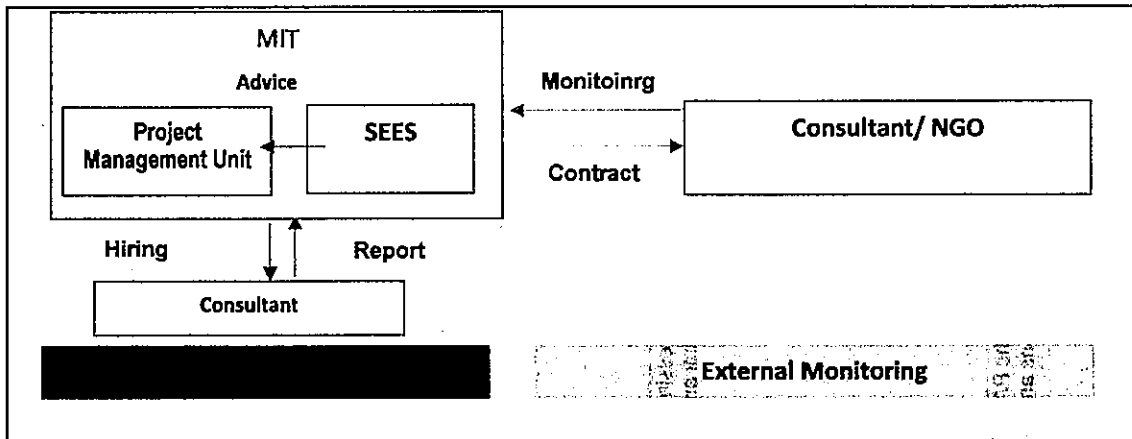 MIT
Advice
Project
Management Unit
SEES
Monitoinrg
Contract
Consultant/ NGO
Hiring
Report
Consultant
External Monitoring